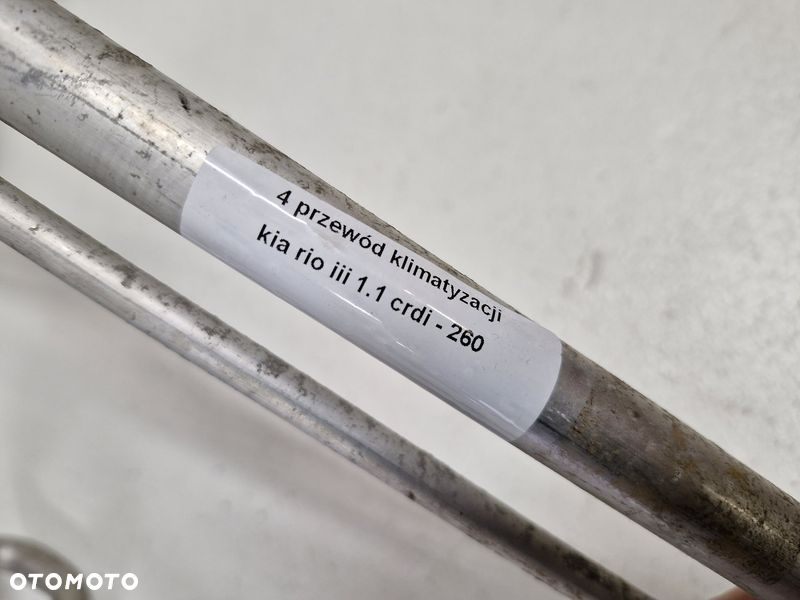 4 przewód klimatyzacji
kia rio iii 1.1 crdi - 260
OTOMOTO